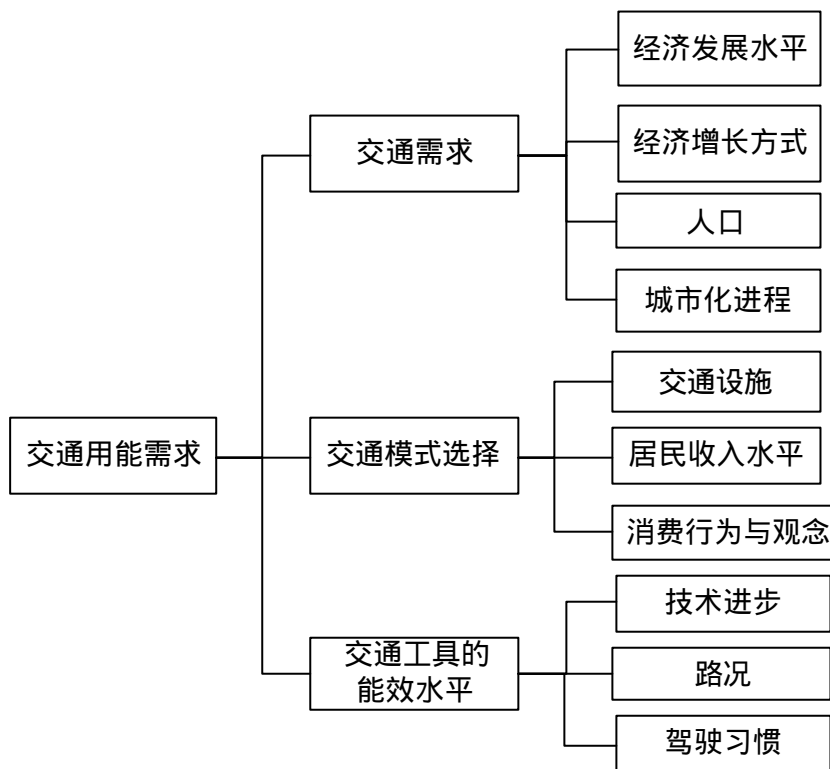 经济发展水平
交通需求
经济增长方式
人口
城市化进程
交通设施
交通用能需求
交通模式选择
居民收入水平
消费行为与观念
技术进步
交通工具的
能效水平
路况
驾驶习惯